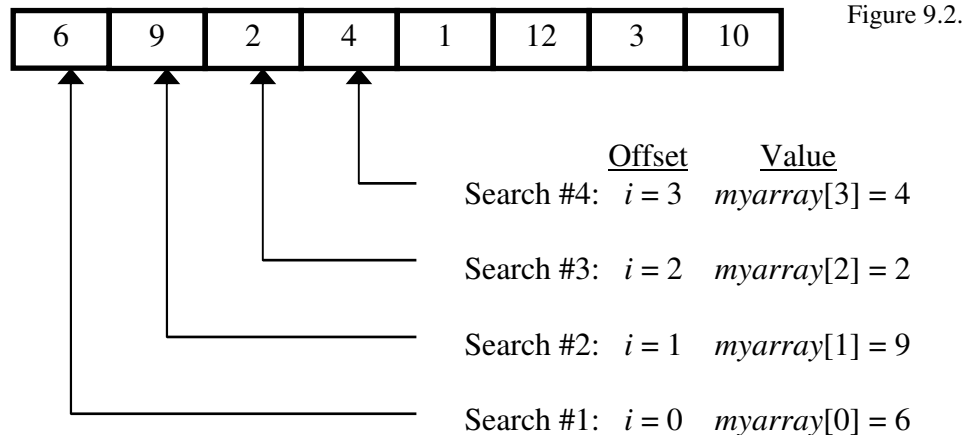 Figure 9.2.
6 9 2 4 1 12 3 10
Offset Value
Search #4: i = 3 myarray[3] = 4
Search #3: i = 2 myarray[2] = 2
Search #2: i = 1 myarray[1] = 9
Search #1: i = 0 myarray[0] = 6